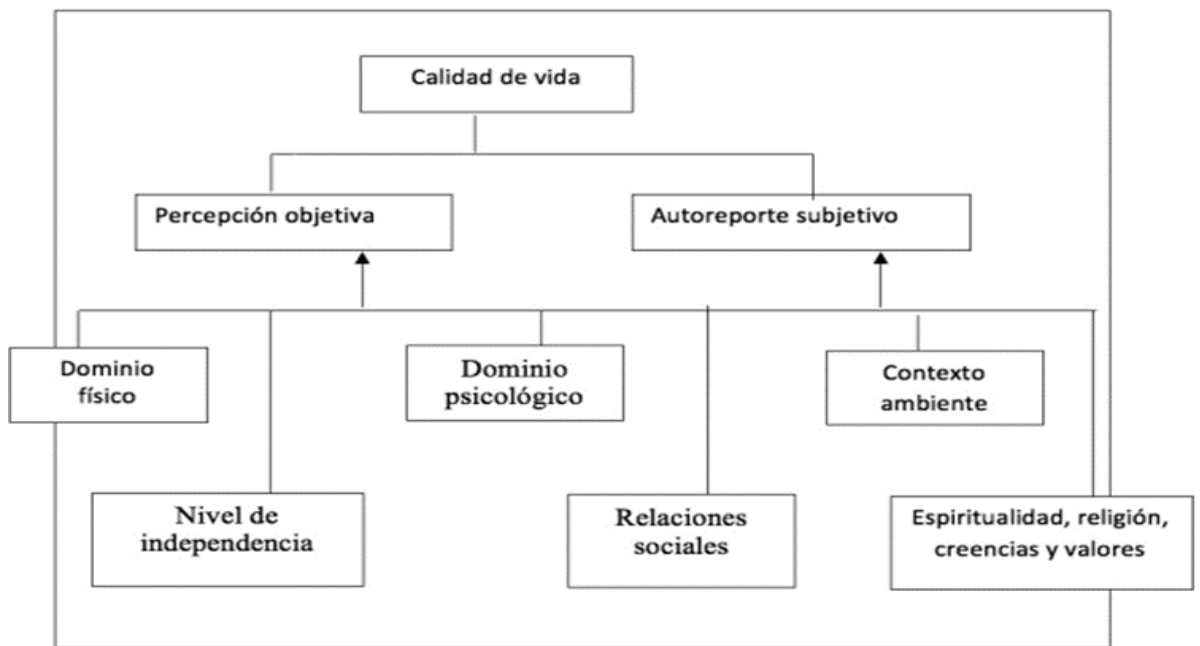 Calidad de vida
Percepción objetiva
Autoreporte subjetivo
Dominio
físico
Dominio
psicológico
Contexto
ambiente
Nivel de
independencia
Relaciones
sociales
Espiritualidad, religión,
creencias y valores